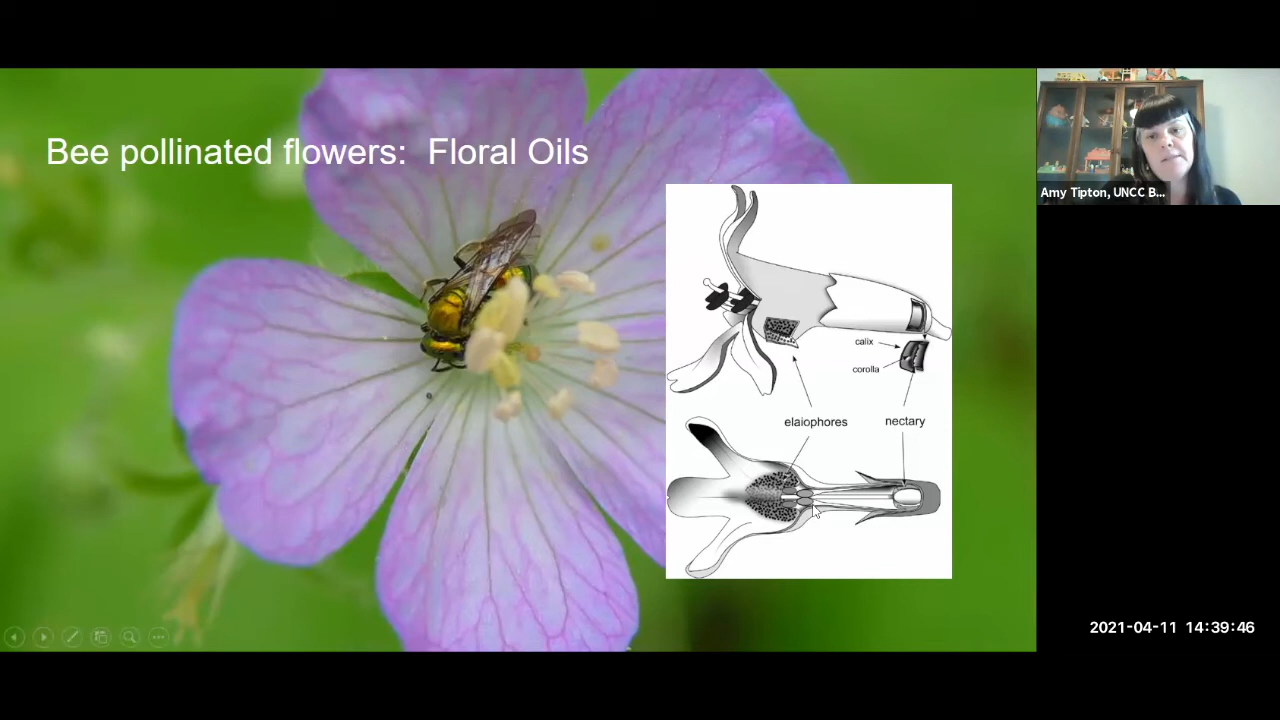 Bee pollinated flowers: Floral Oils
Amy Tipton, UNCC B...
calix
corolla
elaiophores
nectary
2021-04-11 14:39:46